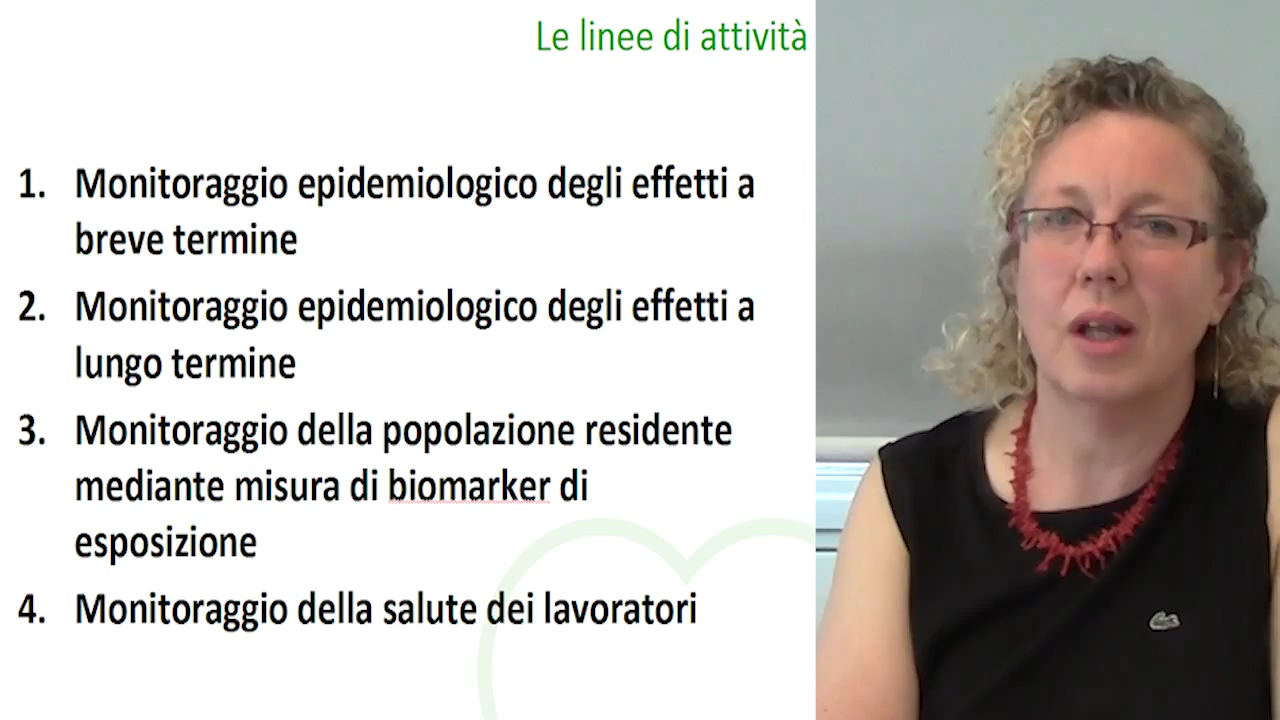 Le linee di attività
1. Monitoraggio epidemiologico degli effetti a
breve termine
2. Monitoraggio epidemiologico degli effetti a
lungo termine
3. Monitoraggio della popolazione residente
mediante misura di biomarker di
esposizione
4. Monitoraggio della salute dei lavoratori